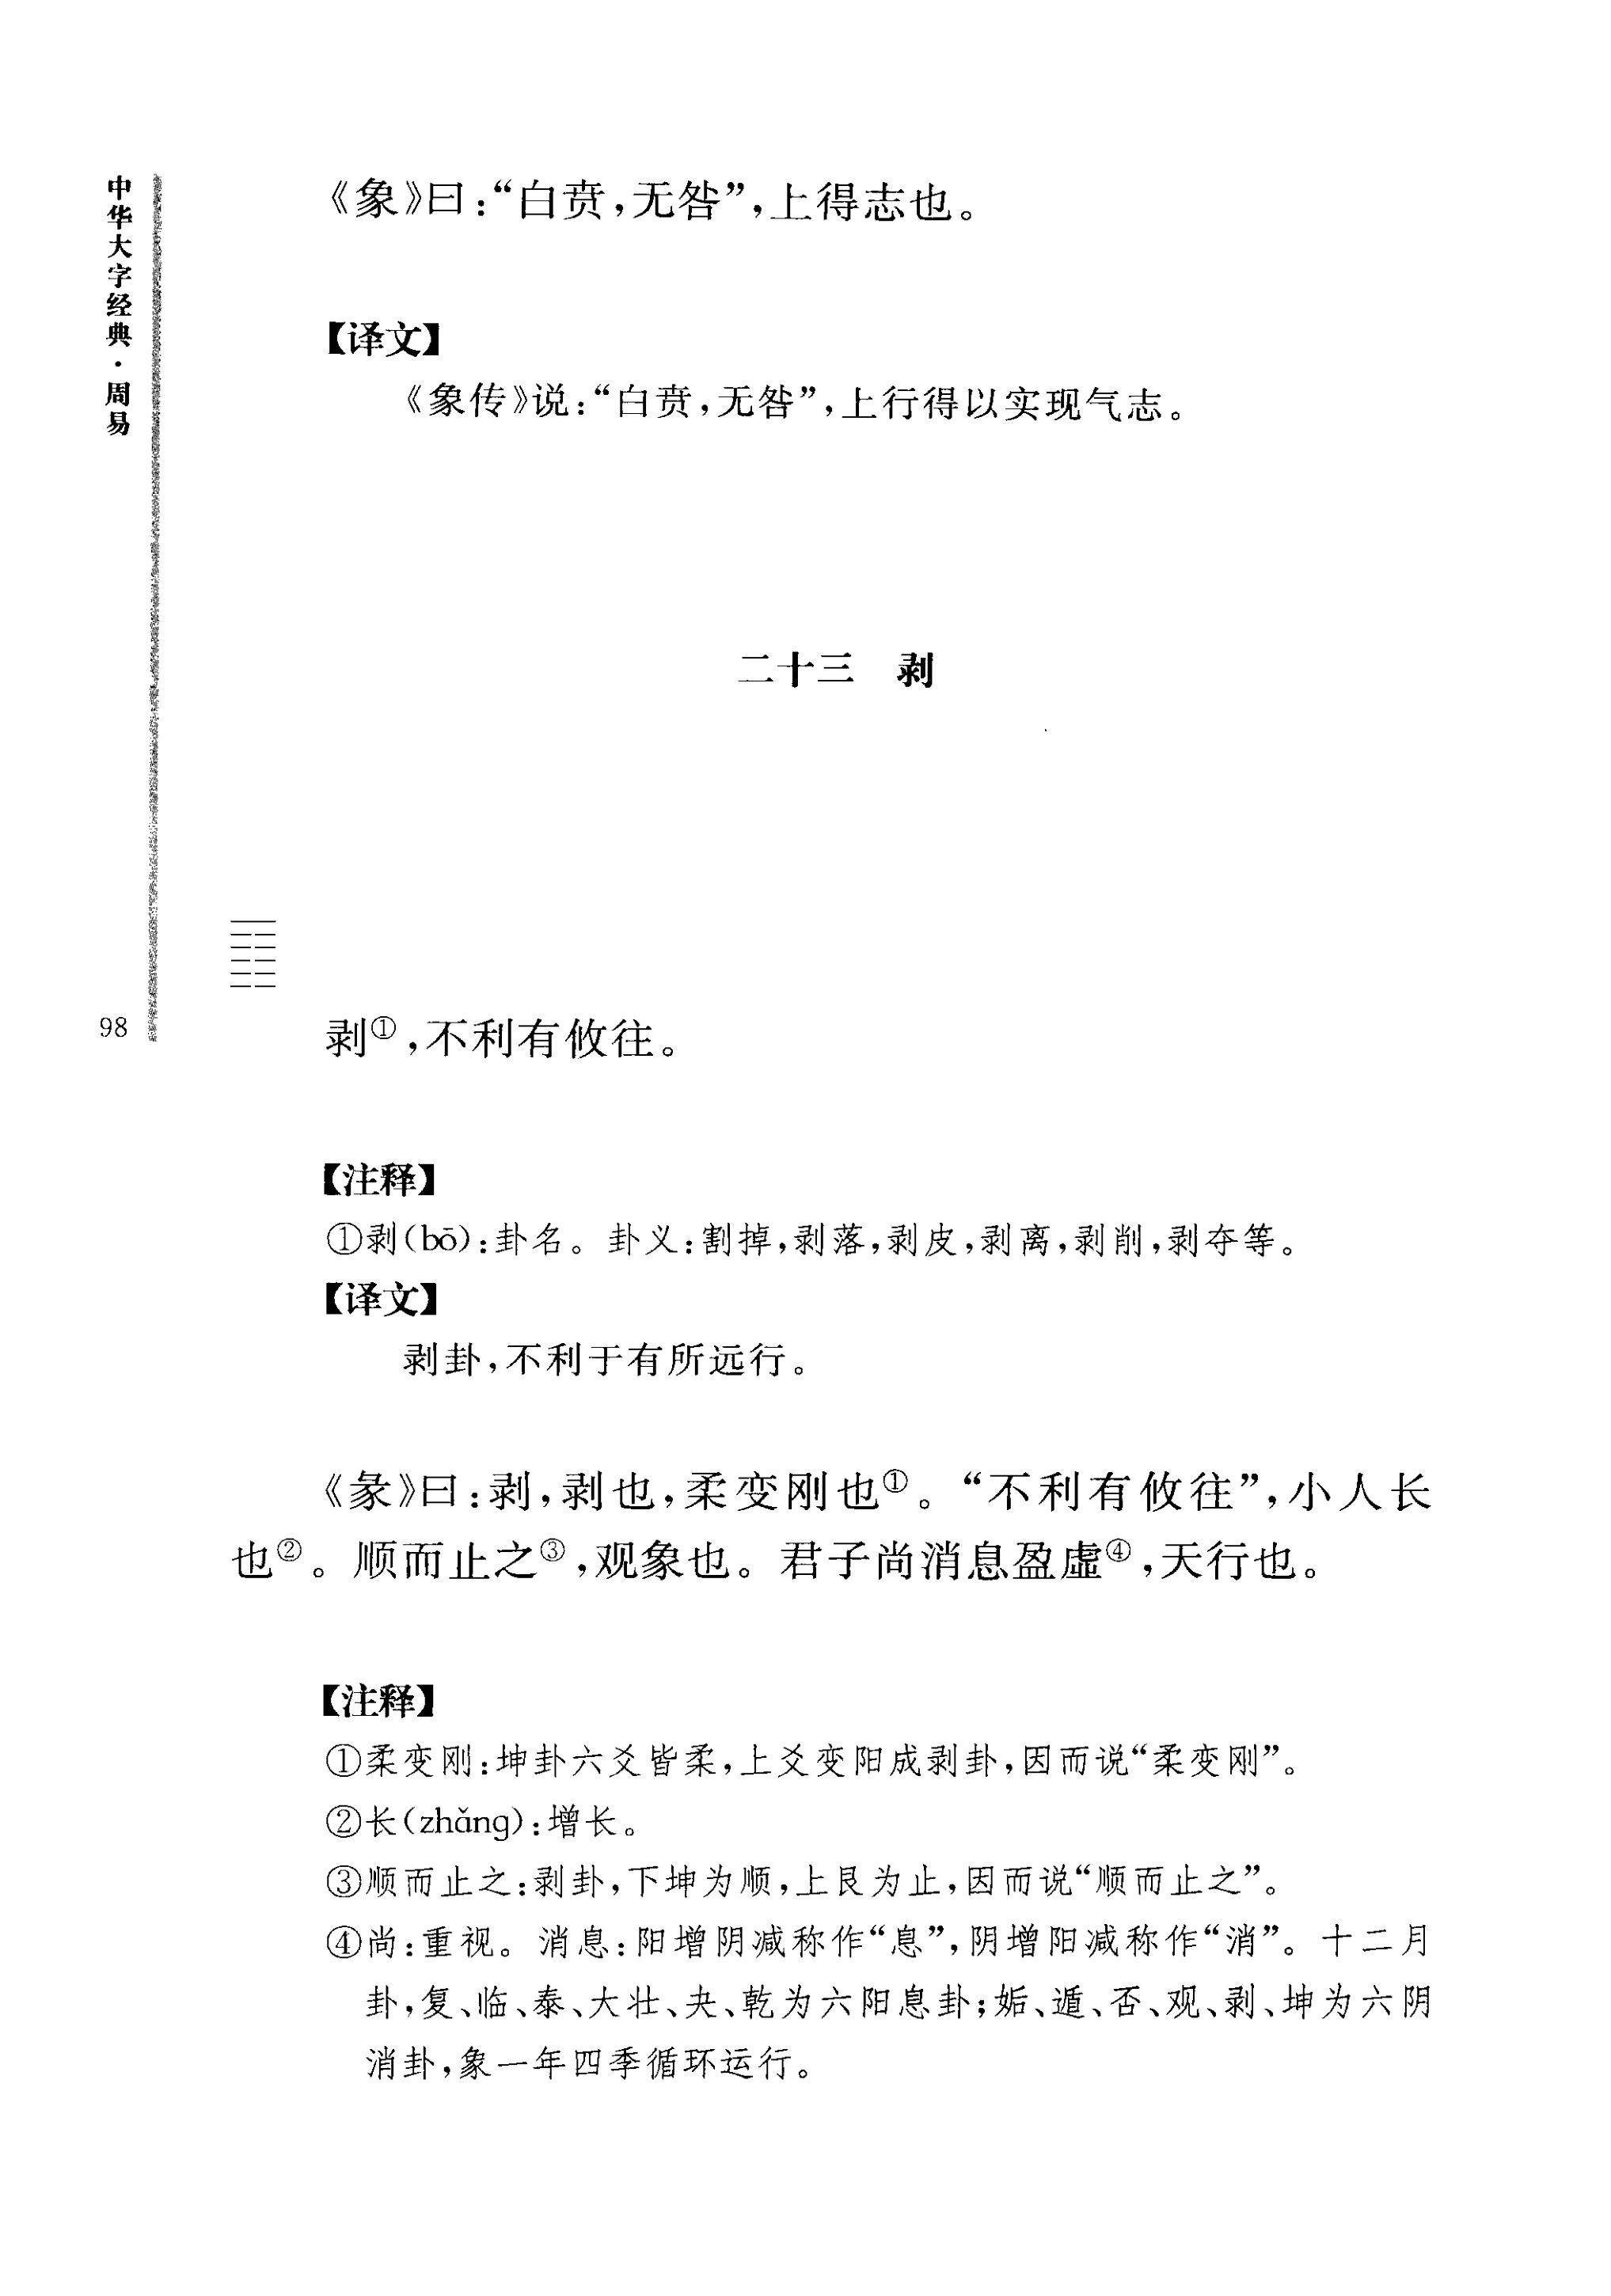 中华大字经典·周易
98
《象》曰：“白贲，无咎”，上得志也。
【译文】
《象传》说：“白贲，无咎”，上行得以实现气志。
二十三　剥
剥①，不利有攸往。
【注释】
①剥（bō）：卦名。卦义：割掉，剥落，剥皮，剥离，剥削，剥夺等。
【译文】
剥卦，不利于有所远行。
《彖》曰：剥，剥也，柔变刚也①。“不利有攸往”，小人长
也②。顺而止之③，观象也。君子尚消息盈虚④，天行也。
【注释】
①柔变刚：坤卦六爻皆柔，上爻变阳成剥卦，因而说“柔变刚”。
②长（zhǎng）：增长。
③顺而止之：剥卦，下坤为顺，上艮为止，因而说“顺而止之”。
④尚：重视。消息：阳增阴减称作“息”，阴增阳减称作“消”。十二月
卦，复、临、泰、大壮、夬、乾为六阳息卦；姤、遁、否、观、剥、坤为六阴
消卦，象一年四季循环运行。